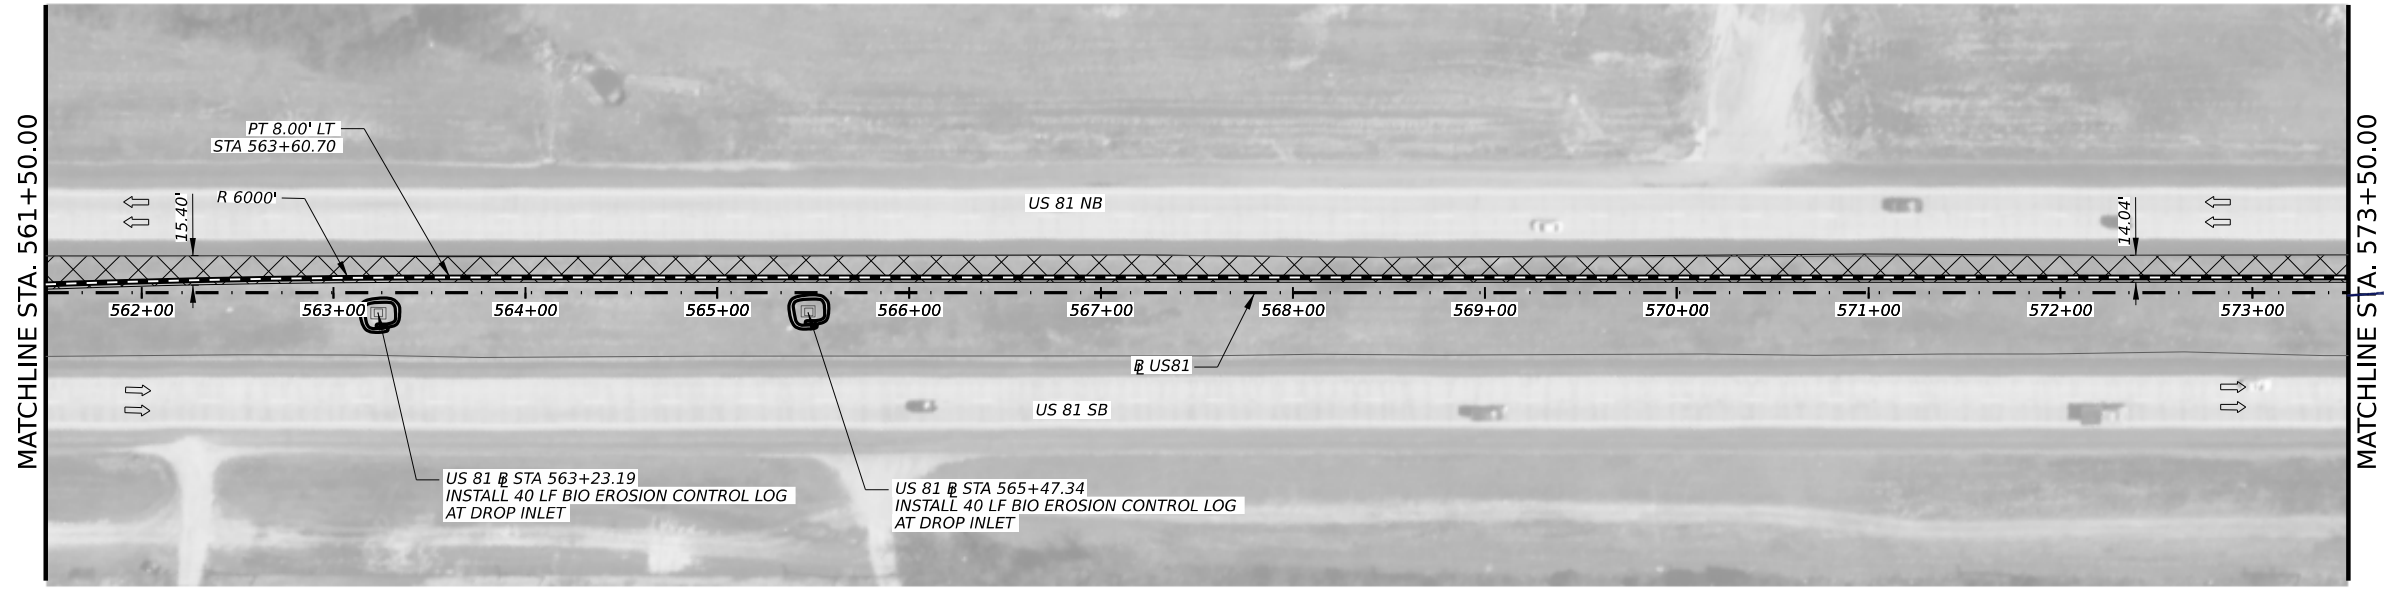 MATCHLINE STA. 561+50.00
PT 8.00' LT
STA 563+60.70
R 6000'
15.40'
US 81 NB
14.04'
562+00
563+00
564+00
565+00
566+00
567+00
568+00
569+00
570+00
571+00
572+00
573+00
BL US81
US 81 SB
US 81 BL STA 563+23.19
INSTALL 40 LF BIO EROSION CONTROL LOG
AT DROP INLET
US 81 BL STA 565+47.34
INSTALL 40 LF BIO EROSION CONTROL LOG
AT DROP INLET
MATCHLINE STA. 573+50.00